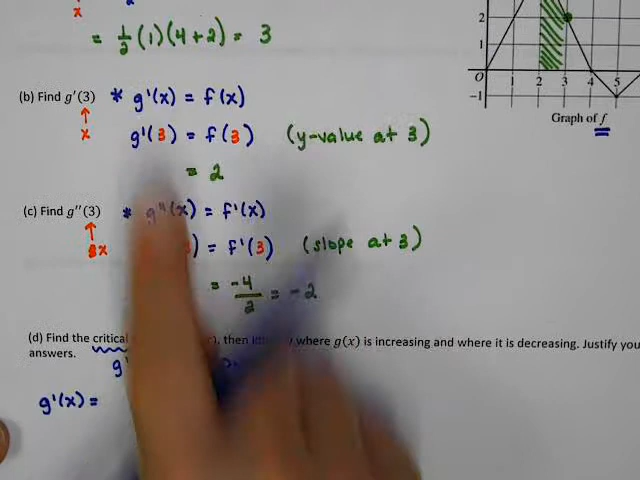 x
= 1/2 (1)(4+2) = 3
2
1
O 1 2 3 4 5
-1
Graph of f
(b) Find g'(3) * g'(x) = f(x)
x g'(3) = f(3) (y-value at 3)
= 2
(c) Find g''(3) * g''(x) = f'(x)
x 3) = f'(3) (slope at 3)
= -4/2 = -2
(d) Find the critical , then where g(x) is increasing and where it is decreasing. Justify you
answers.
g'
g'(x) =